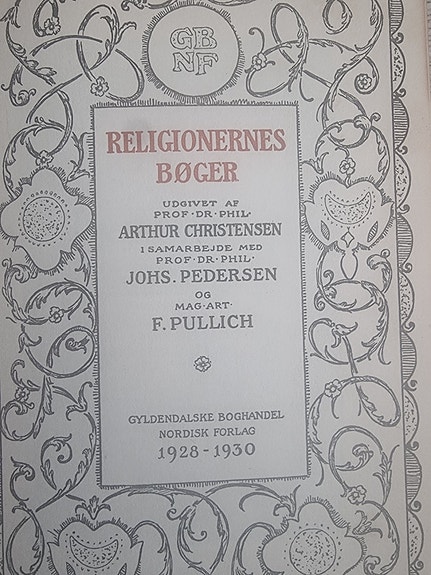 GB
NF
RELIGIONERNES
BØGER
UDGIVET AF
PROF·DR·PHIL·
ARTHUR CHRISTENSEN
I SAMARBEJDE MED
PROF·DR·PHIL·
JOHS. PEDERSEN
OG
MAG·ART·
F. PULLICH
GYLDENDALSKE BOGHANDEL
NORDISK FORLAG
1928-1930